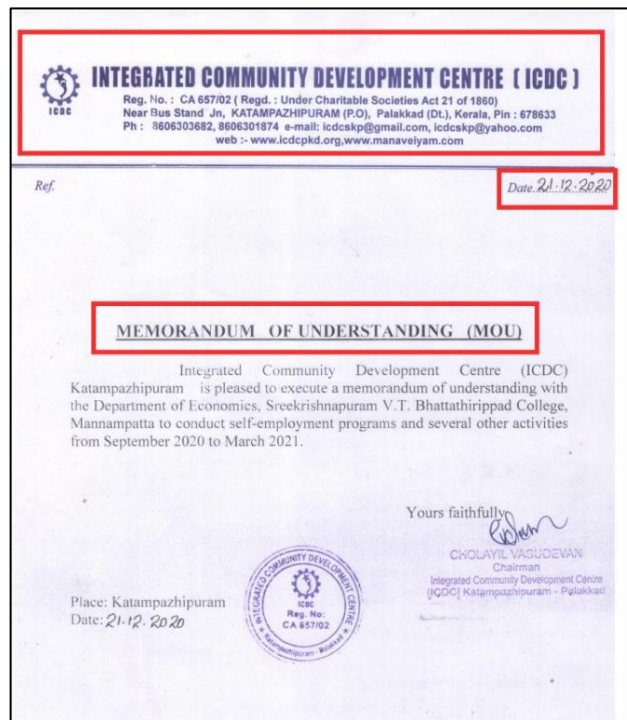 INTEGRATED COMMUNITY DEVELOPMENT CENTRE ( ICDC )
ICDC
Reg. No. : CA 657/02 ( Regd. : Under Charitable Societies Act 21 of 1860)
Near Bus Stand Jn, KATAMPAZHIPURAM (P.O), Palakkad (Dt.), Kerala, Pin : 678633
Ph : 8606303682, 8606301874 e-mail: icdcskp@gmail.com, icdcskp@yahoo.com
web :- www.icdcpkd.org,www.manavelyam.com
Ref.
Date. 21.12.2020
MEMORANDUM OF UNDERSTANDING (MOU)
Integrated Community Development Centre (ICDC)
Katampazhipuram is pleased to execute a memorandum of understanding with
the Department of Economics, Sreekrishnapuram V.T. Bhattathirippad College,
Mannampatta to conduct self-employment programs and several other activities
from September 2020 to March 2021.
Yours faithfully
CHOLAYIL VASUDEVAN
Chairman
Integrated Community Development Centre
(ICDC) Katampazhipuram - Palakkad
INTEGRATED COMMUNITY DEVELOPMENT CENTRE
ICDC
Reg. No:
CA 657/02
Katampazhipuram - Palakkad
Place: Katampazhipuram
Date: 21.12.2020